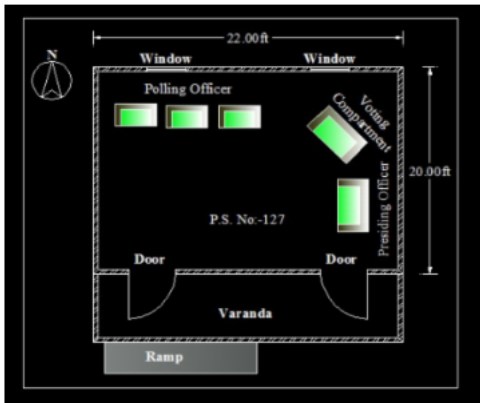 22.00ft
N
Window
Window
Polling Officer
Voting
Compartment
20.00ft
Presiding Officer
P.S. No:-127
Door
Door
Varanda
Ramp